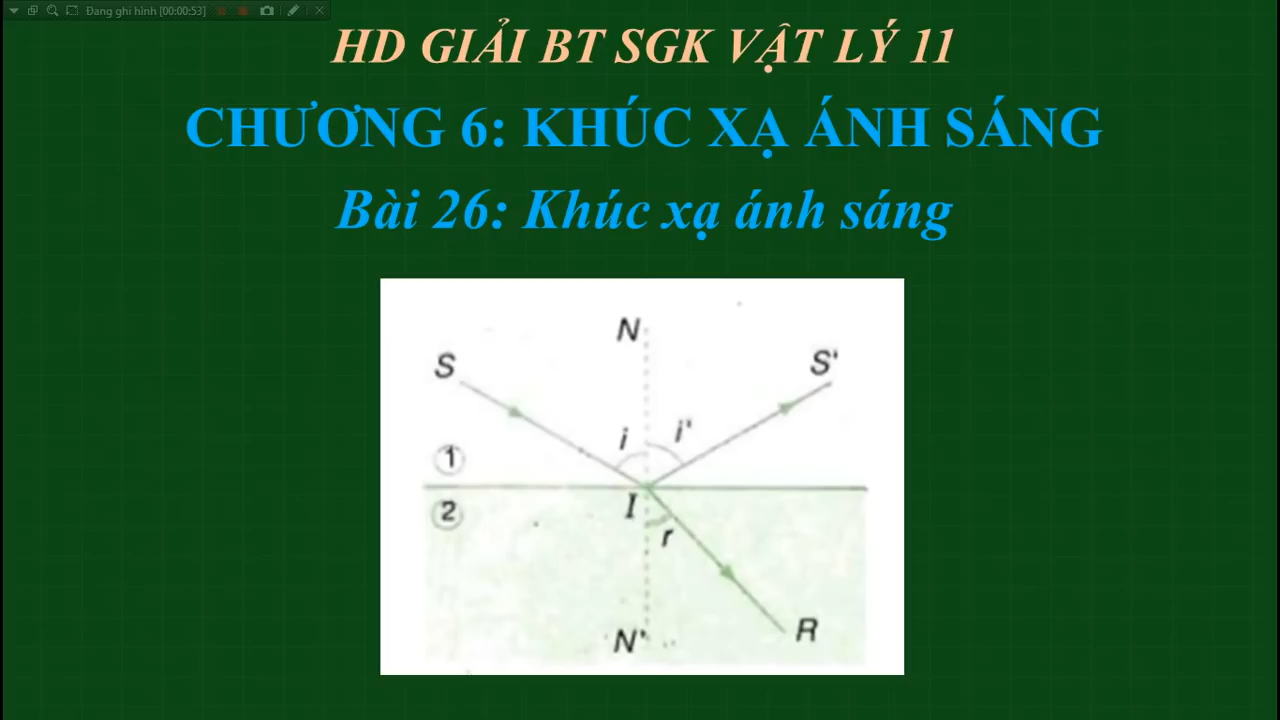 Đang ghi hình [00:00:53]
HD GIẢI BT SGK VẬT LÝ 11
CHƯƠNG 6: KHÚC XẠ ÁNH SÁNG
Bài 26: Khúc xạ ánh sáng
N
S
S'
i
i'
1
2
I
r
R
N'